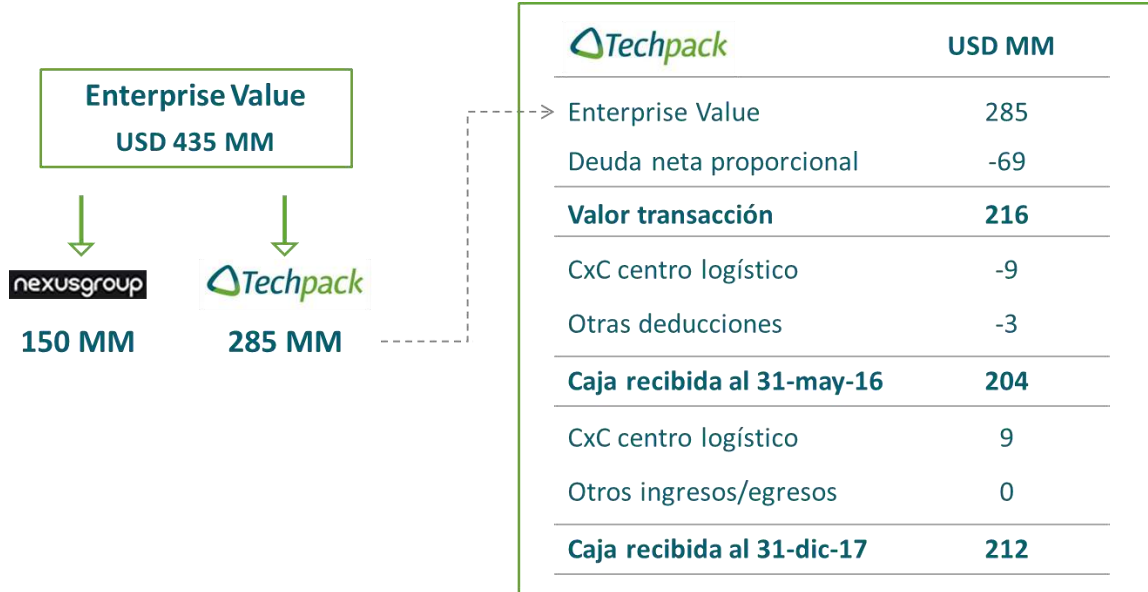 Enterprise Value
USD 435 MM
nexusgroup
Techpack
150 MM
285 MM
Techpack USD MM
Enterprise Value 285
Deuda neta proporcional -69
Valor transacción 216
CxC centro logístico -9
Otras deducciones -3
Caja recibida al 31-may-16 204
CxC centro logístico 9
Otros ingresos/egresos 0
Caja recibida al 31-dic-17 212